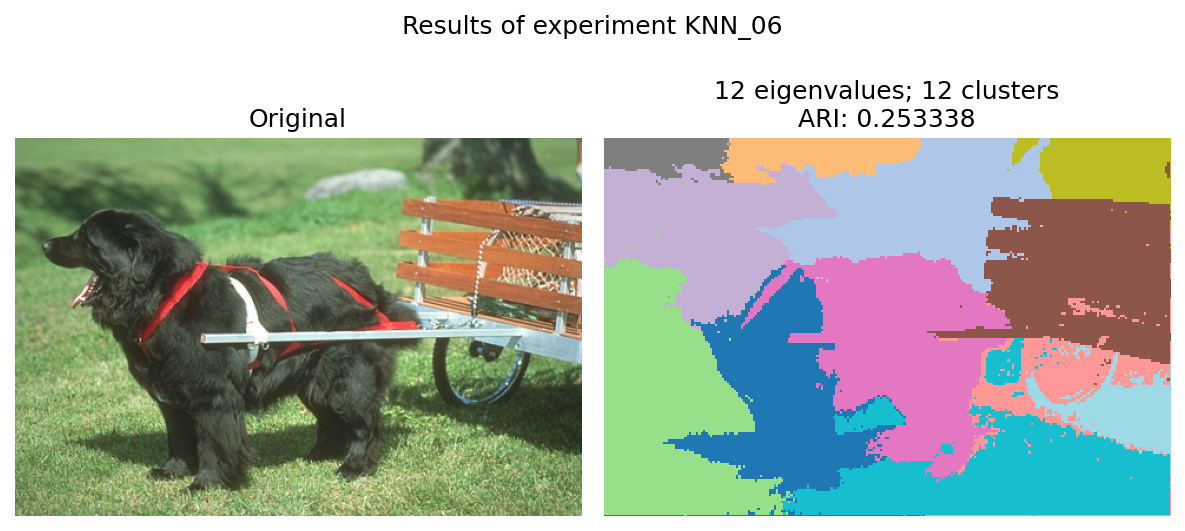 Results of experiment KNN_06
Original
12 eigenvalues; 12 clusters
ARI: 0.253338